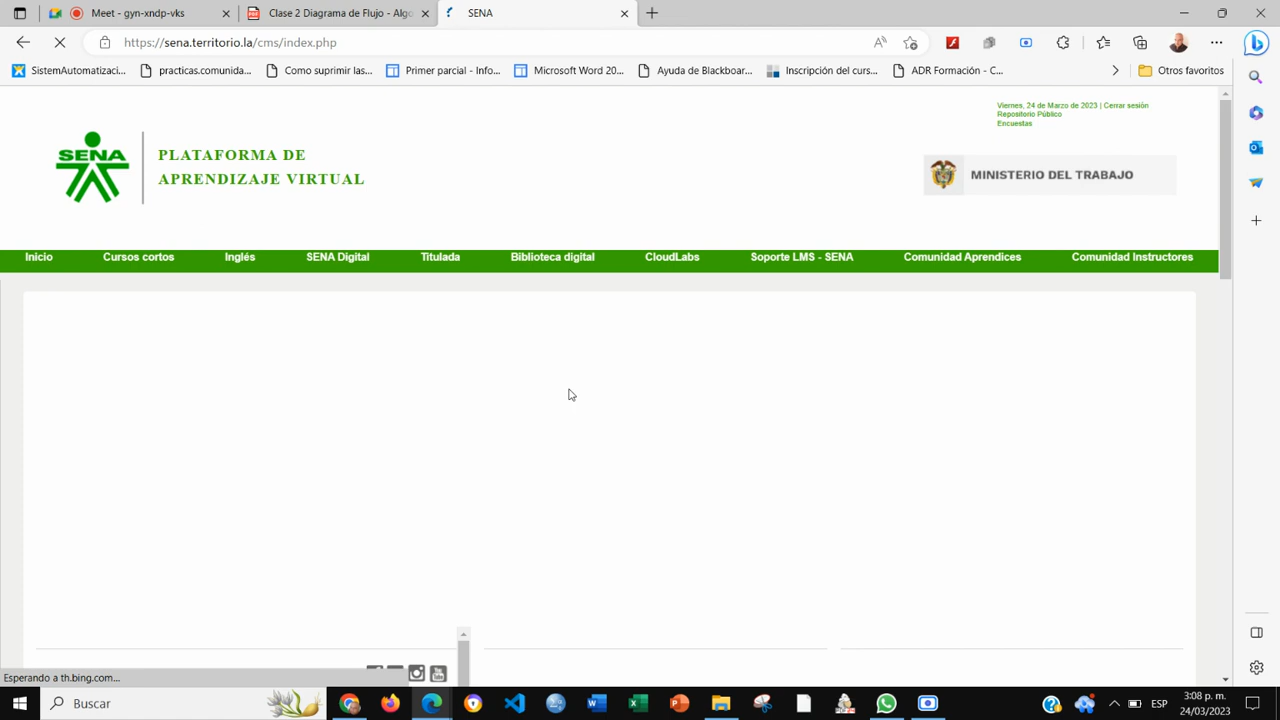 Meet - gyn-xndp-vks
Clase 2 Diagrama de Flujo - Algo
SENA
https://sena.territorio.la/cms/index.php
SistemaAutomatizaci...
practicas.comunida...
Como suprimir las...
Primer parcial - Info...
Microsoft Word 20...
Ayuda de Blackboar...
Inscripción del curs...
ADR Formación - C...
Otros favoritos
Viernes, 24 de Marzo de 2023 | Cerrar sesión
Repositorio Público
Encuestas
SENA
PLATAFORMA DE
APRENDIZAJE VIRTUAL
MINISTERIO DEL TRABAJO
Inicio
Cursos cortos
Inglés
SENA Digital
Titulada
Biblioteca digital
CloudLabs
Soporte LMS - SENA
Comunidad Aprendices
Comunidad Instructores
Esperando a th.bing.com...
Buscar
ESP
3:08 p. m.
24/03/2023